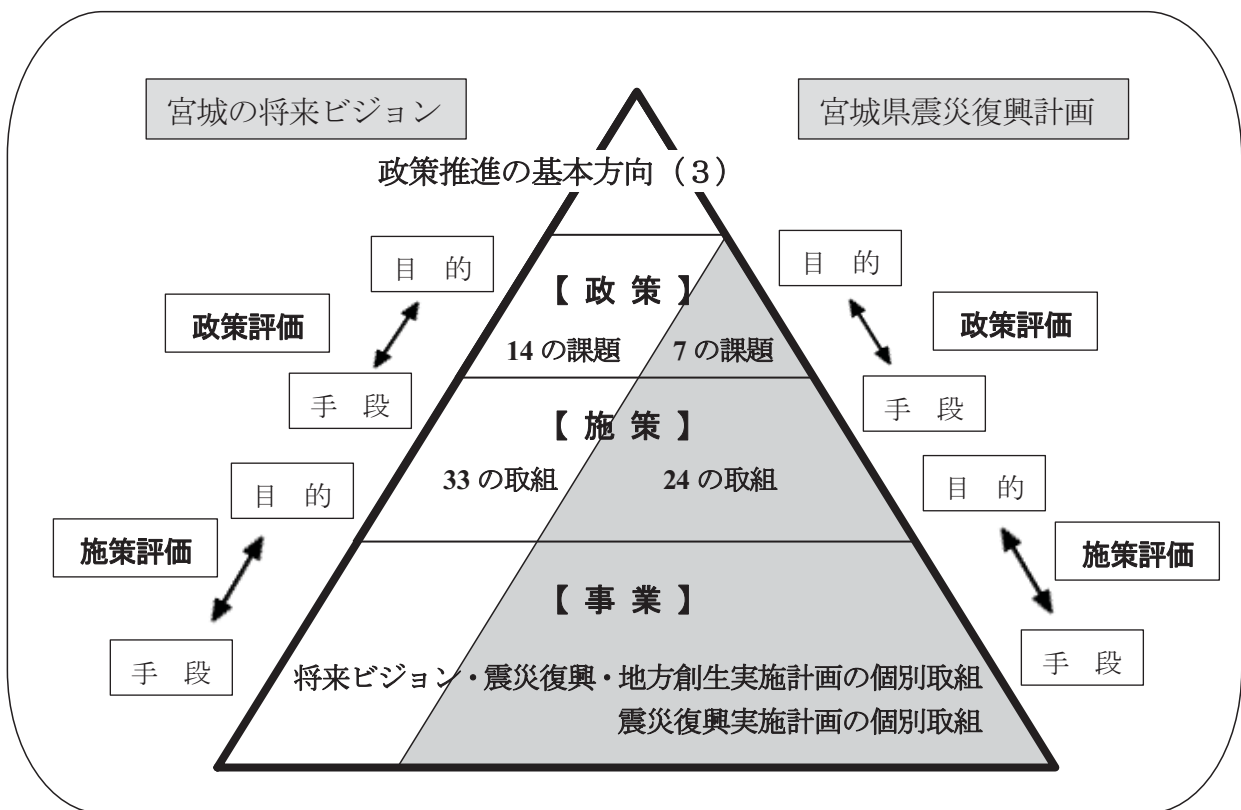 宮城の将来ビジョン
宮城県震災復興計画
政策推進の基本方向（３）
目 的
目 的
【 政 策 】
政策評価
政策評価
14 の課題
7 の課題
手 段
手 段
【 施 策 】
33 の取組
24 の取組
目 的
目 的
施策評価
施策評価
【 事 業 】
手 段
手 段
将来ビジョン・震災復興・地方創生実施計画の個別取組
震災復興実施計画の個別取組